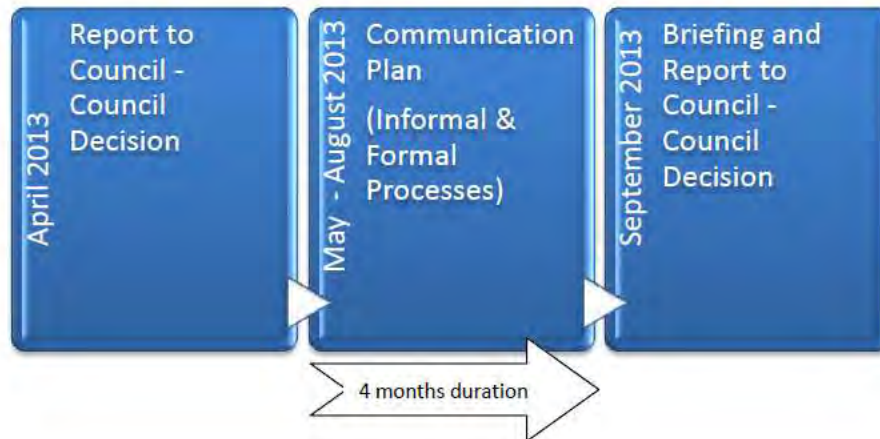 April 2013
Report to
Council -
Council
Decision
May - August 2013
Communication
Plan
(Informal &
Formal
Processes)
September 2013
Briefing and
Report to
Council -
Council
Decision
4 months duration